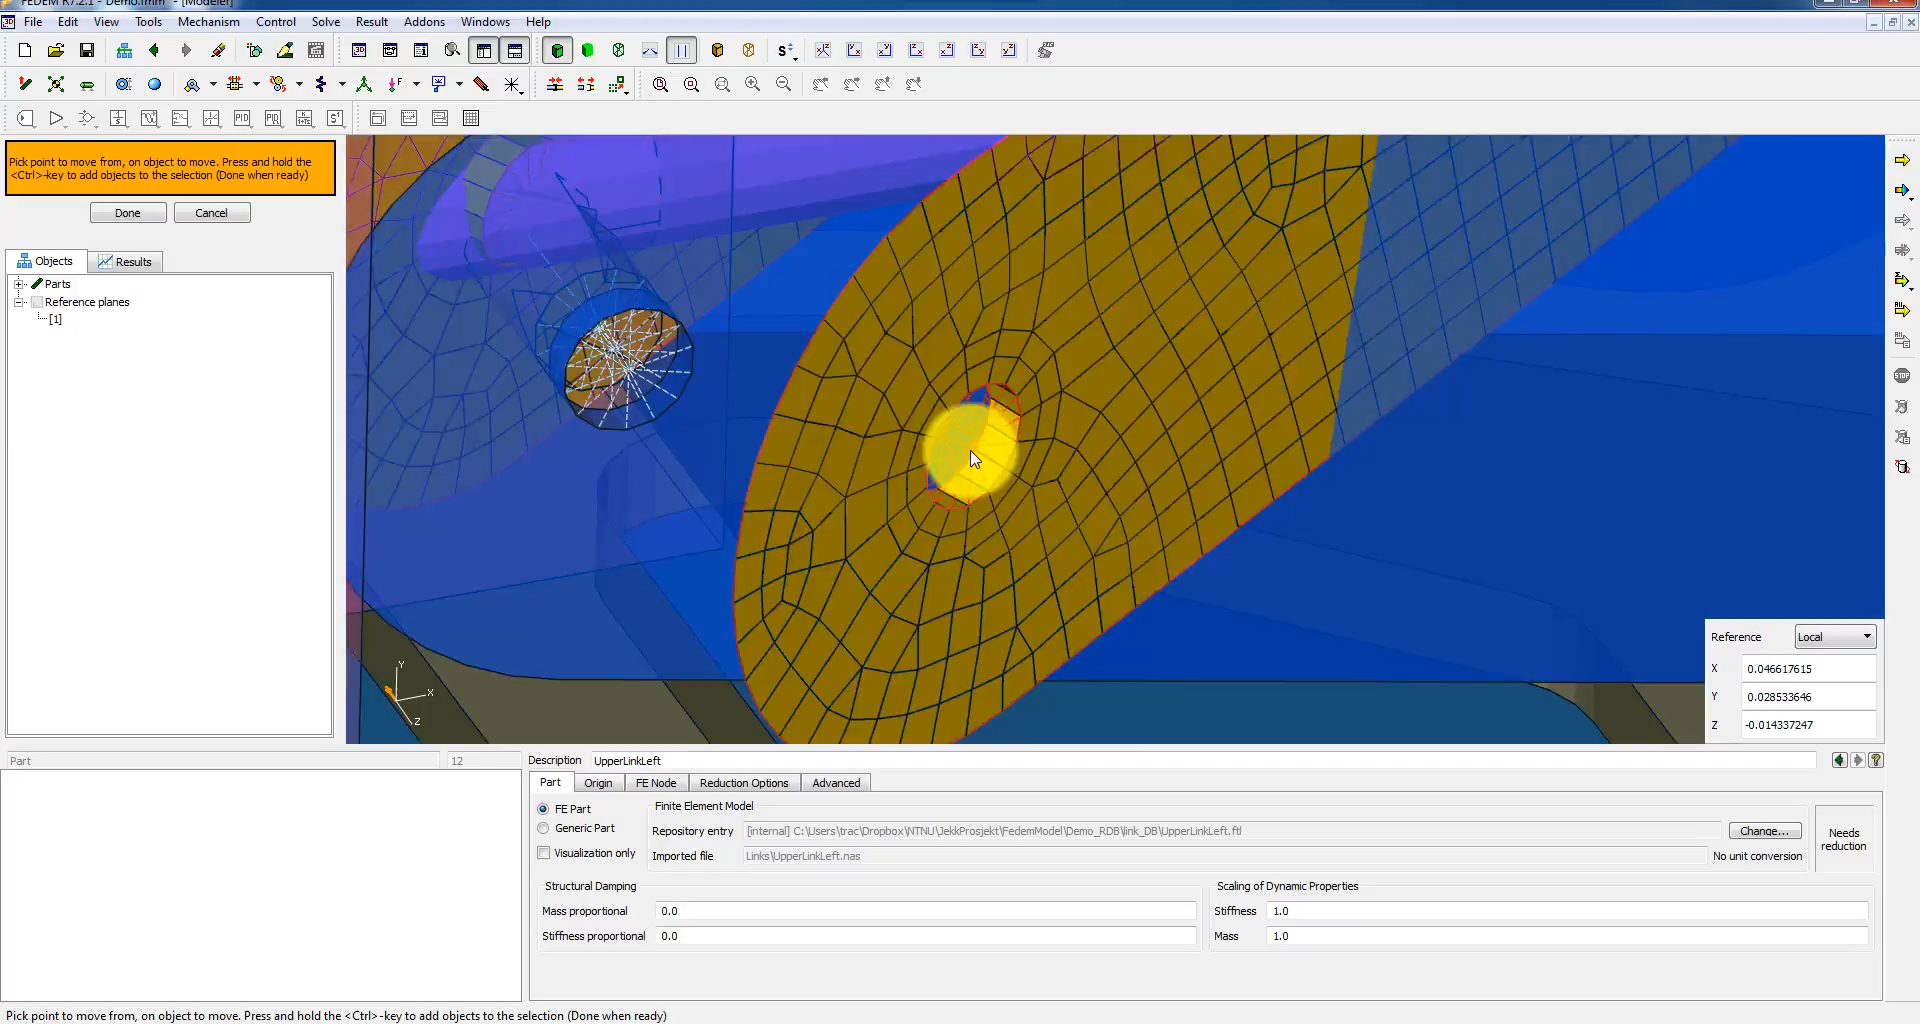 FEDEM R7.2.1 - Demo.fmm * - [Modeler]
File Edit View Tools Mechanism Control Solve Result Addons Windows Help
Pick point to move from, on object to move. Press and hold the
<Ctrl>-key to add objects to the selection (Done when ready)
Done Cancel
Objects Results
Parts
Reference planes
[1]
Y
X
Z
Reference Local
X 0.046617615
Y 0.028533646
Z -0.014337247
Part 12 Description UpperLinkLeft
Part Origin FE Node Reduction Options Advanced
FE Part
Generic Part
Visualization only
Finite Element Model
Repository entry [internal] C:\Users\trac\Dropbox\NTNU\JekkProsjekt\FedemModel\Demo_RDB\link_DB\UpperLinkLeft.ftl Change...
Imported file Links\UpperLinkLeft.nas No unit conversion
Needs
reduction
Structural Damping
Mass proportional 0.0
Stiffness proportional 0.0
Scaling of Dynamic Properties
Stiffness 1.0
Mass 1.0
Pick point to move from, on object to move. Press and hold the <Ctrl>-key to add objects to the selection (Done when ready)